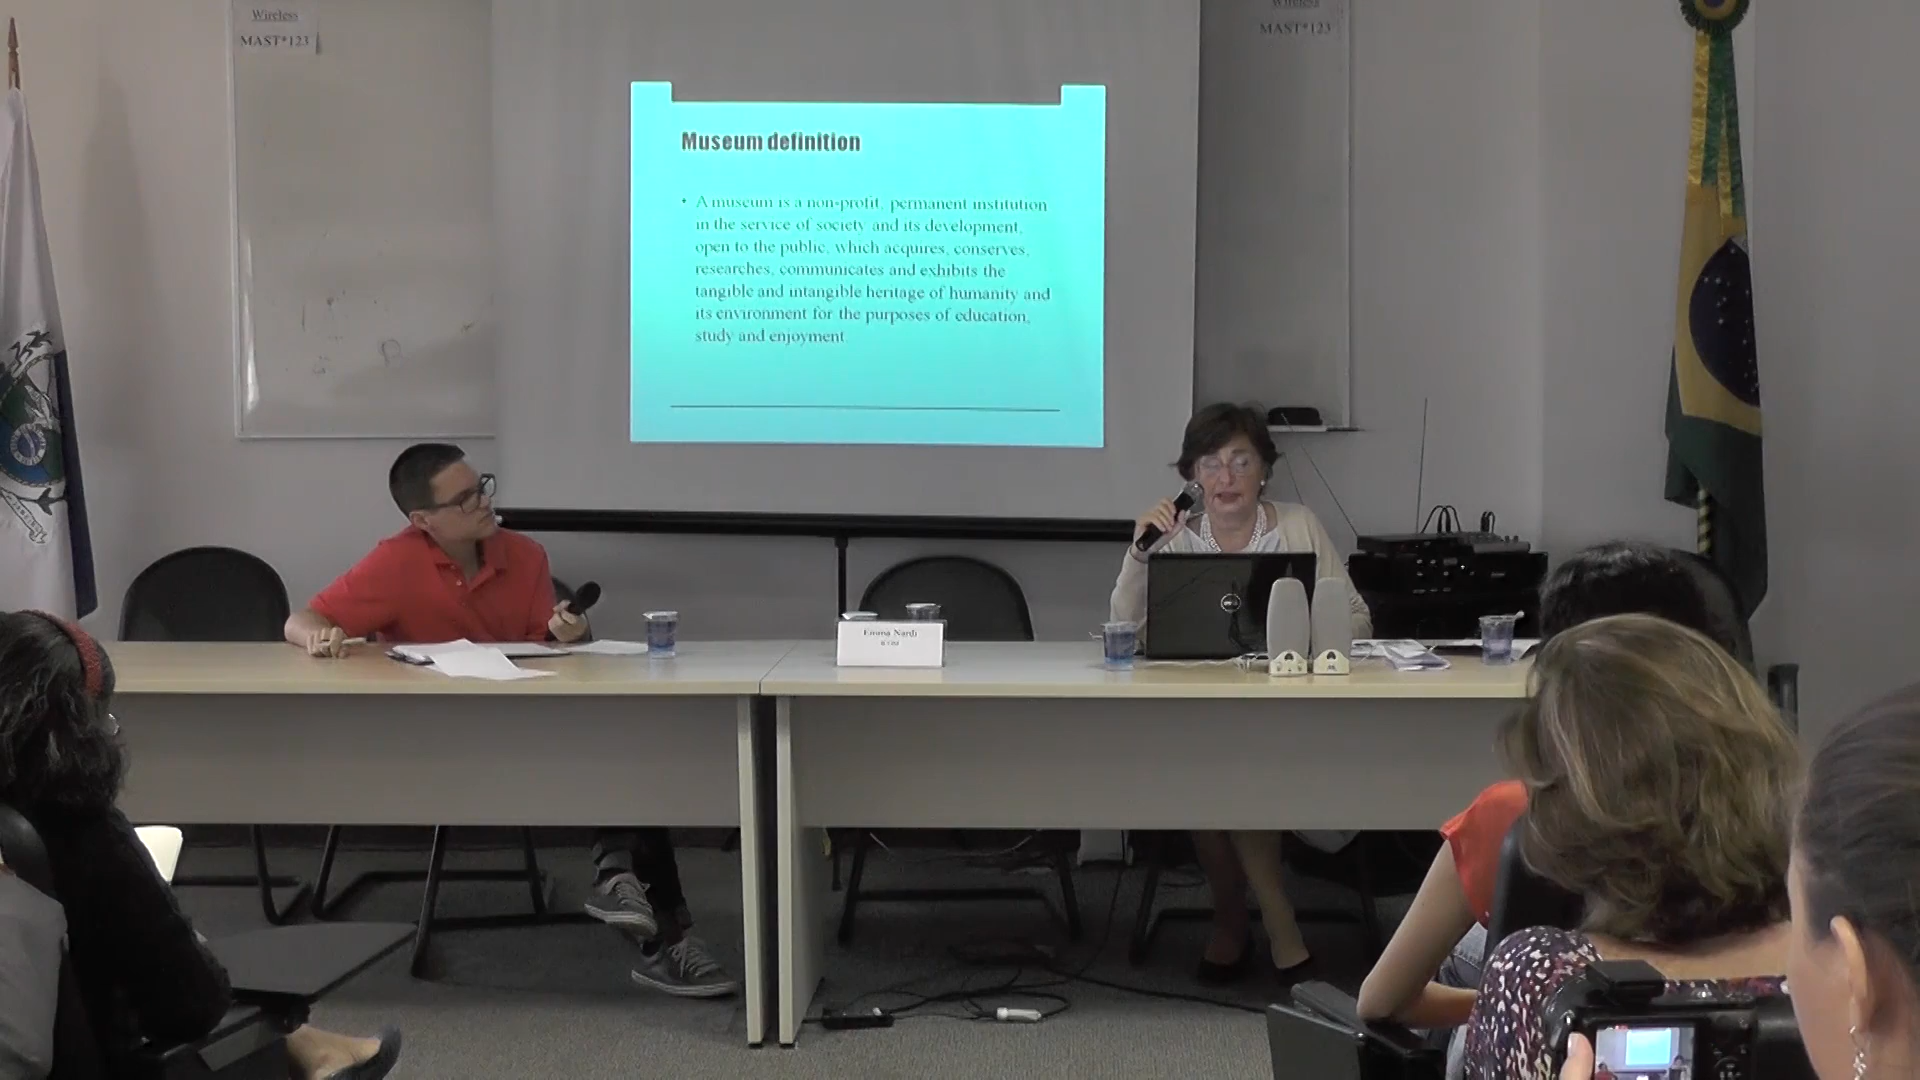 Wireless
MAST*123
Wireless
MAST*123
Museum definition
• A museum is a non-profit, permanent institution
in the service of society and its development,
open to the public, which acquires, conserves,
researches, communicates and exhibits the
tangible and intangible heritage of humanity and
its environment for the purposes of education,
study and enjoyment
Emma Nardi
DELL